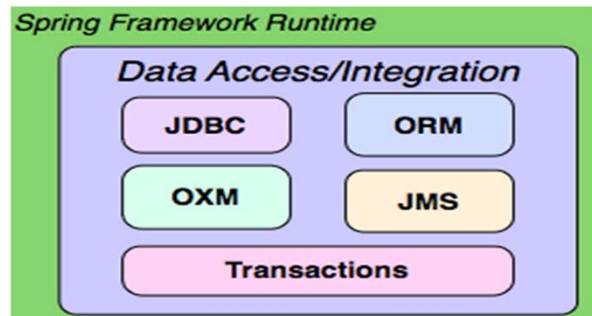 Spring Framework Runtime
Data Access/Integration
JDBC ORM
OXM JMS
Transactions